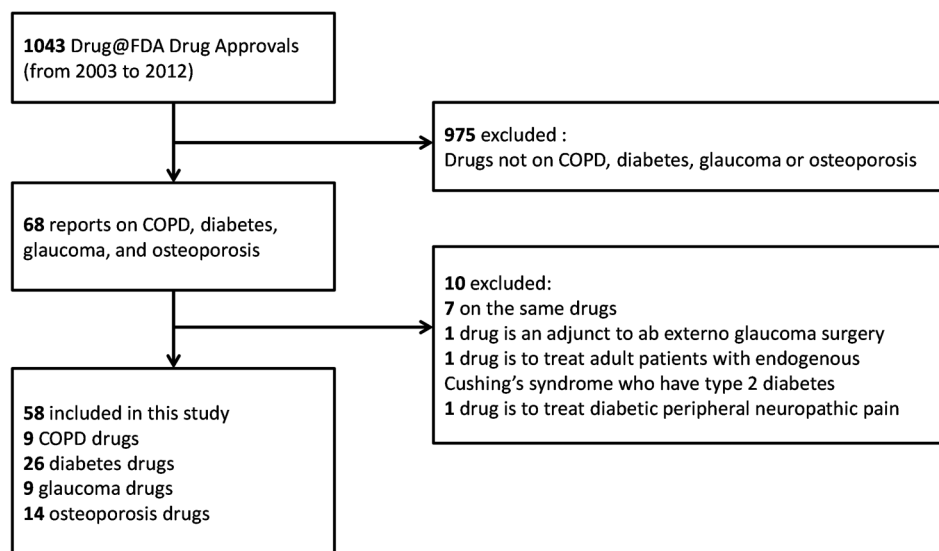 1043 Drug@FDA Drug Approvals
(from 2003 to 2012)
975 excluded :
Drugs not on COPD, diabetes, glaucoma or osteoporosis
68 reports on COPD, diabetes,
glaucoma, and osteoporosis
10 excluded:
7 on the same drugs
1 drug is an adjunct to ab externo glaucoma surgery
1 drug is to treat adult patients with endogenous
Cushing's syndrome who have type 2 diabetes
1 drug is to treat diabetic peripheral neuropathic pain
58 included in this study
9 COPD drugs
26 diabetes drugs
9 glaucoma drugs
14 osteoporosis drugs